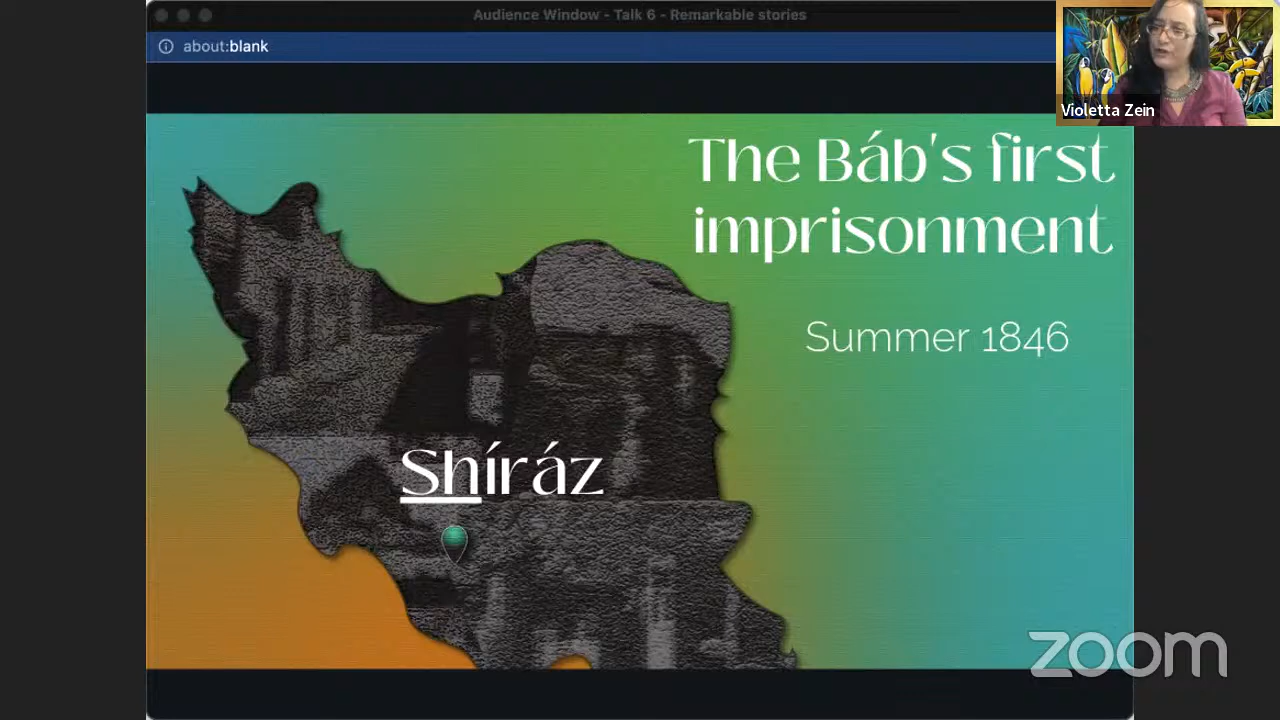 Audience Window - Talk 6 - Remarkable stories
about:blank
Violetta Zein
The Báb's first
imprisonment
Summer 1846
Shíráz
zoom